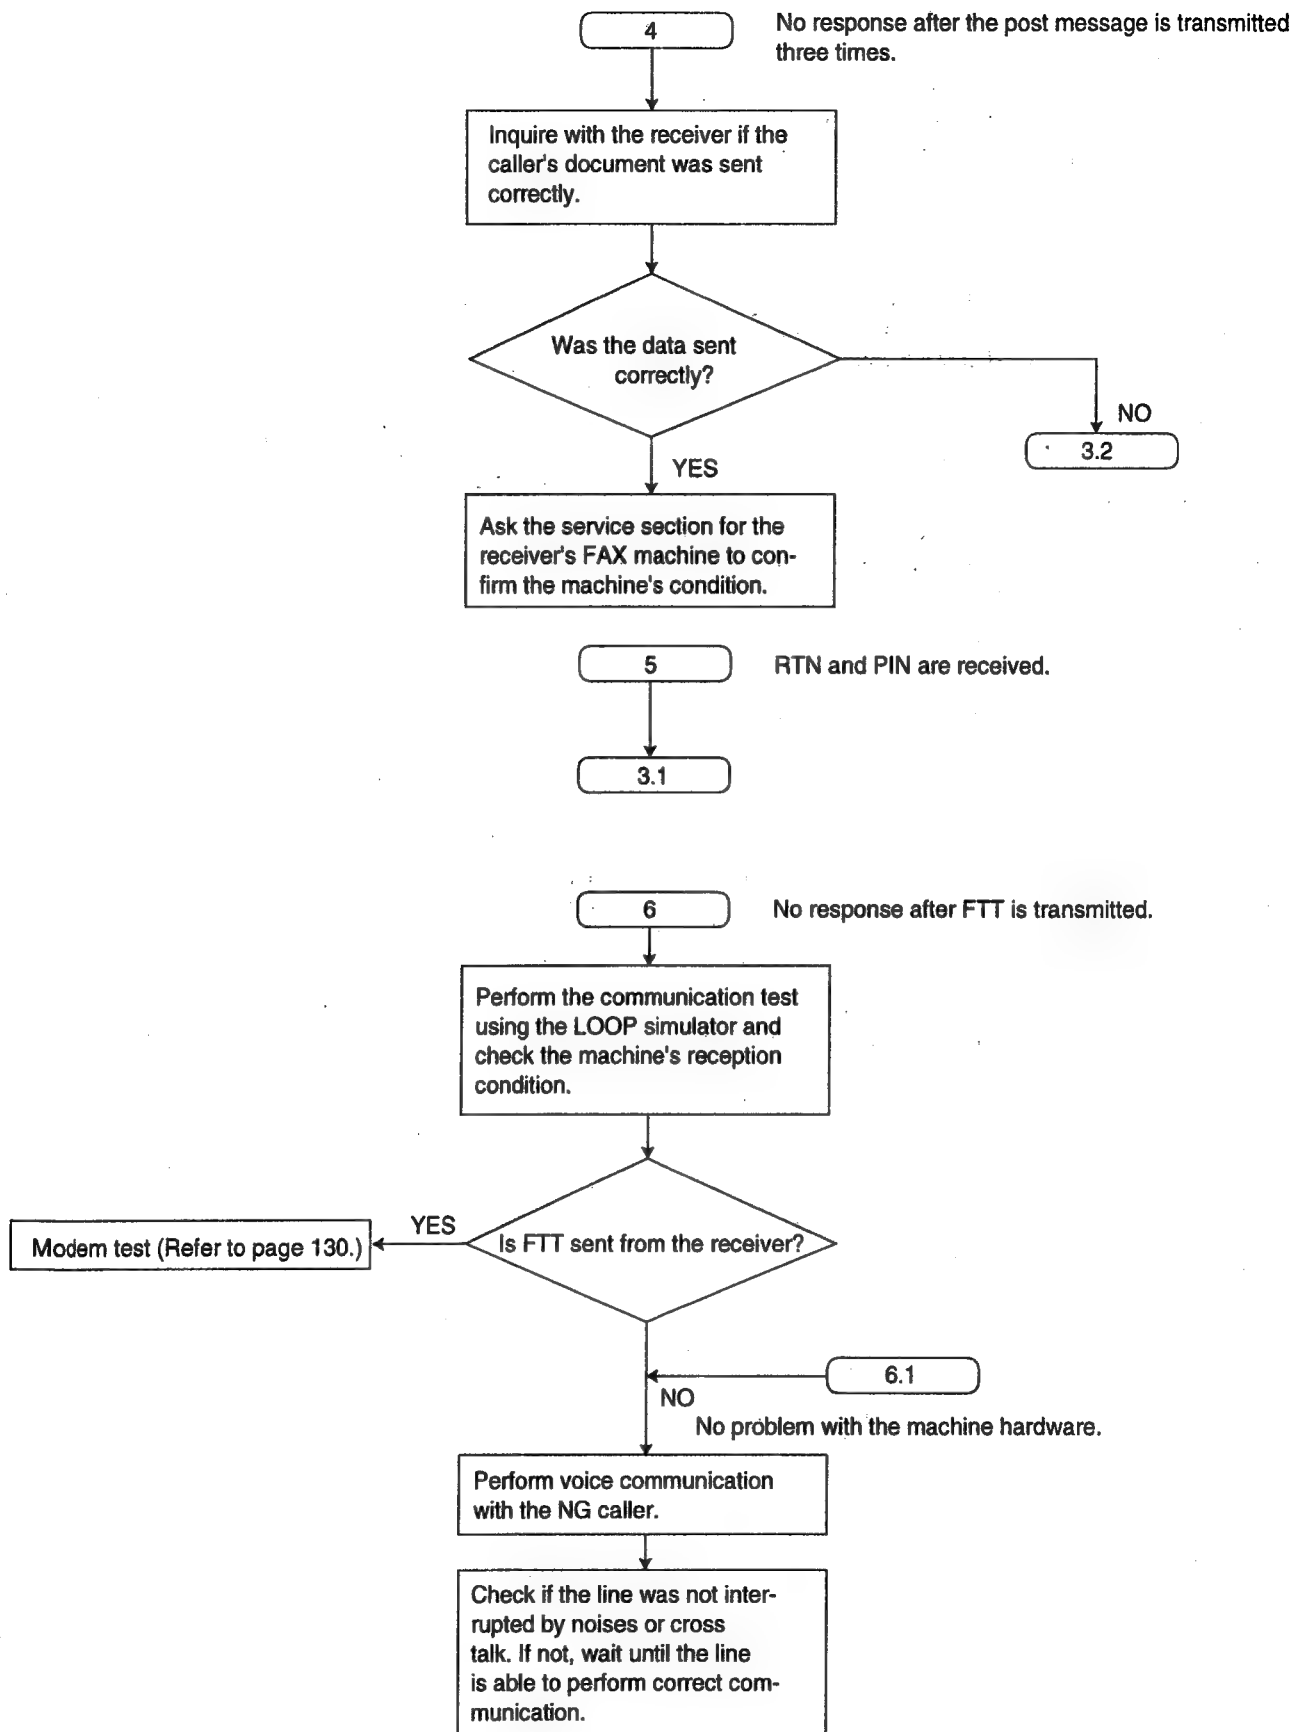 4
No response after the post message is transmitted
three times.
Inquire with the receiver if the
caller's document was sent
correctly.
Was the data sent
correctly?
NO
3.2
YES
Ask the service section for the
receiver's FAX machine to con-
firm the machine's condition.
5
RTN and PIN are received.
3.1
6
No response after FTT is transmitted.
Perform the communication test
using the LOOP simulator and
check the machine's reception
condition.
YES
Modem test (Refer to page 130.)
Is FTT sent from the receiver?
6.1
NO
No problem with the machine hardware.
Perform voice communication
with the NG caller.
Check if the line was not inter-
rupted by noises or cross
talk. If not, wait until the line
is able to perform correct com-
munication.